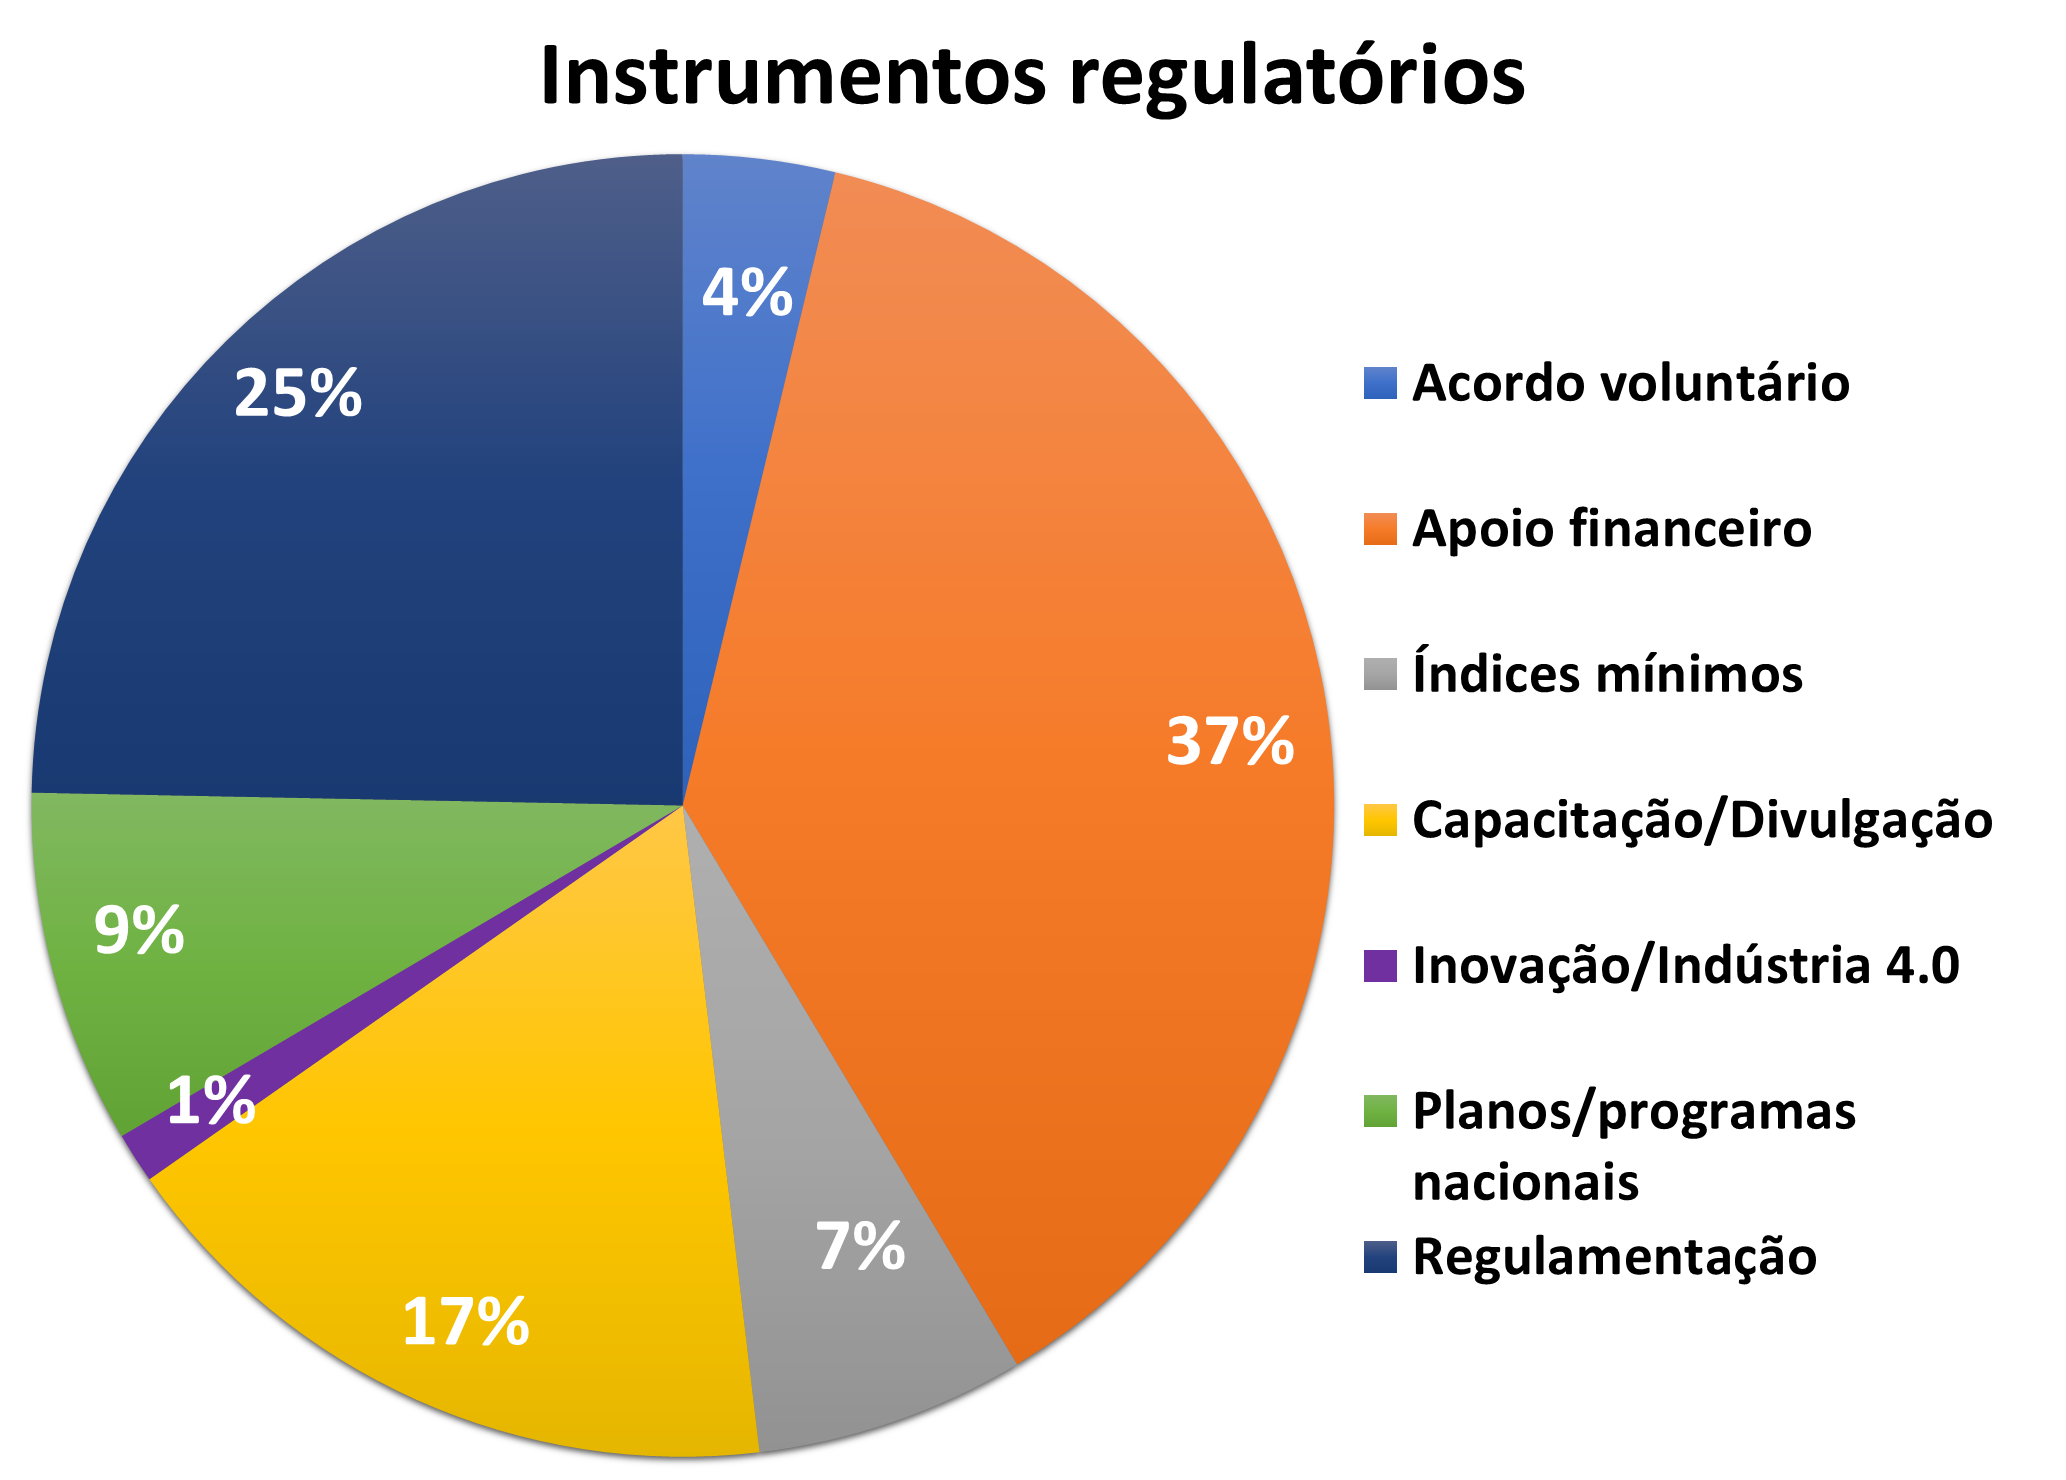 Instrumentos regulatórios
4%
25%
37%
9%
1%
7%
17%
Acordo voluntário
Apoio financeiro
Índices mínimos
Capacitação/Divulgação
Inovação/Indústria 4.0
Planos/programas
nacionais
Regulamentação